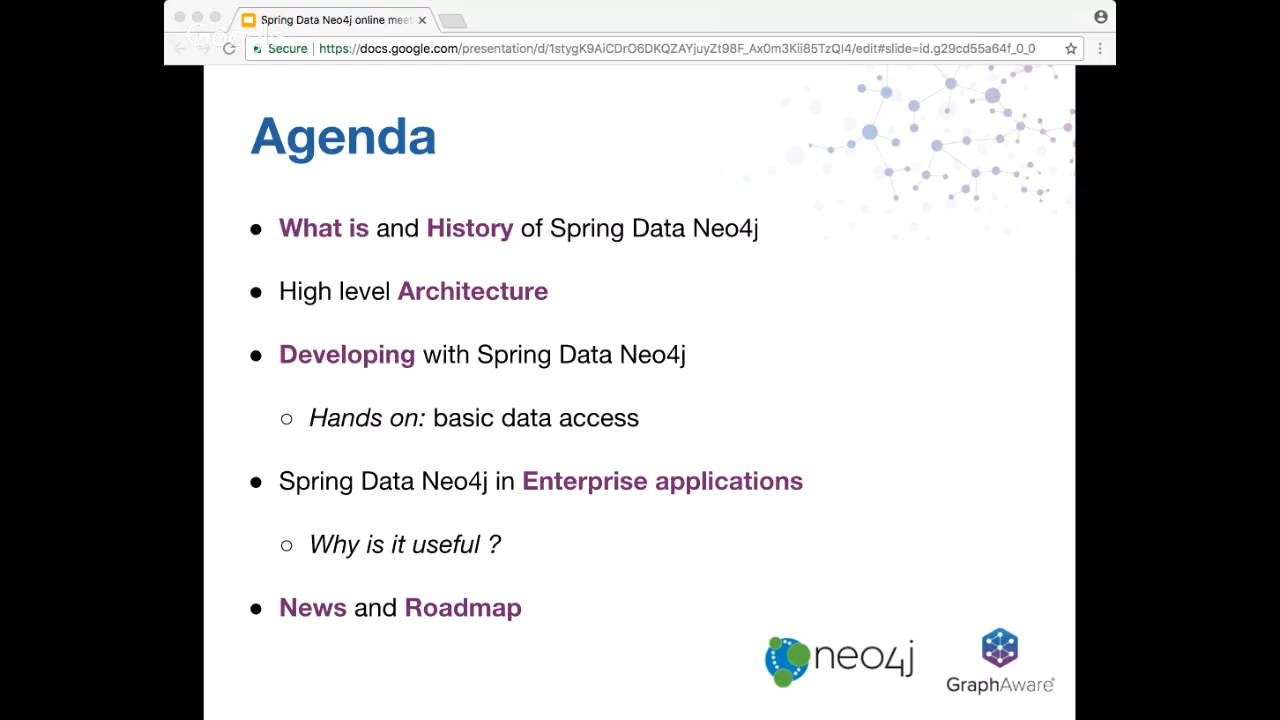 Spring Data Neo4j online meet
Google
Secure https://docs.google.com/presentation/d/1stygK9AiCDrO6DKQZAYjuyZt98F_Ax0m3Kii85TzQI4/edit#slide=id.g29cd55a64f_0_0
Agenda
● What is and History of Spring Data Neo4j
● High level Architecture
● Developing with Spring Data Neo4j
○ Hands on: basic data access
● Spring Data Neo4j in Enterprise applications
○ Why is it useful ?
● News and Roadmap
neo4j
GraphAware